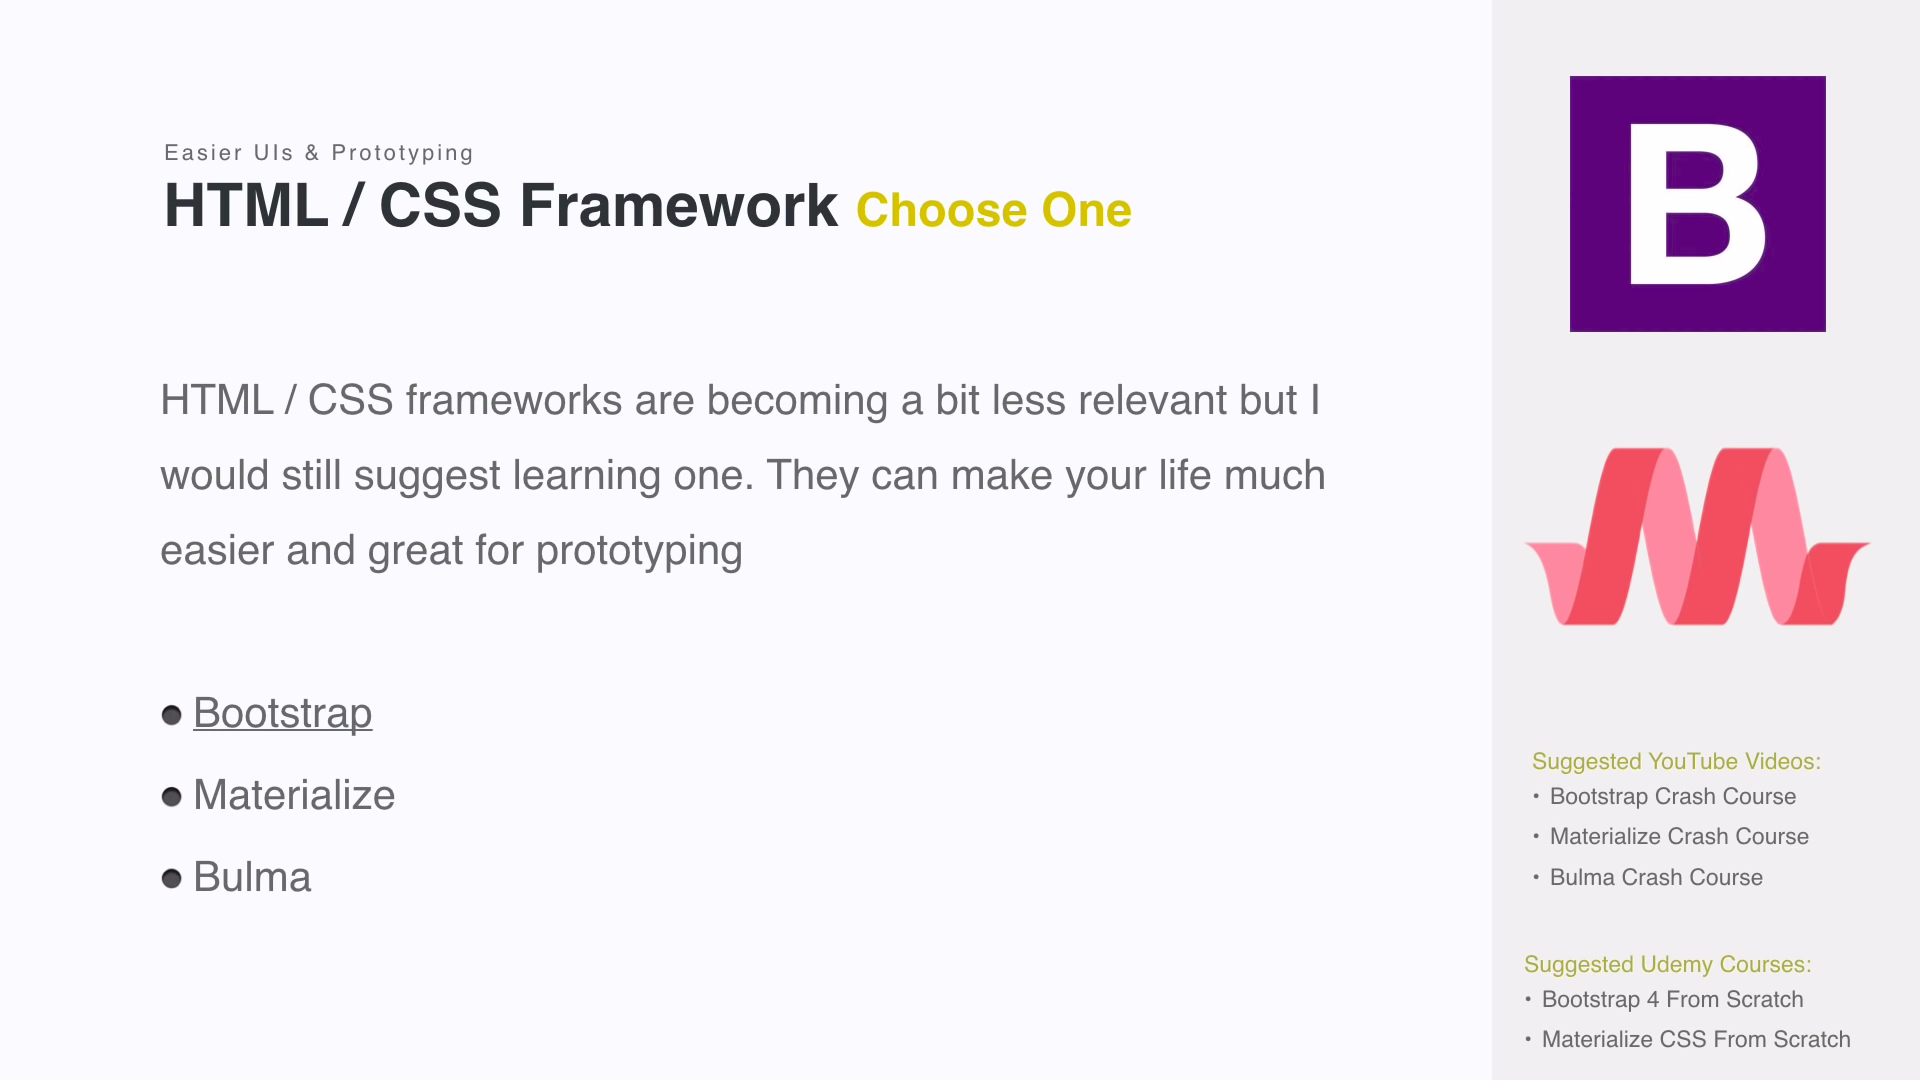 Easier UIs & Prototyping
HTML / CSS Framework Choose One
HTML / CSS frameworks are becoming a bit less relevant but I
would still suggest learning one. They can make your life much
easier and great for prototyping
• Bootstrap
• Materialize
• Bulma
B
Suggested YouTube Videos:
• Bootstrap Crash Course
• Materialize Crash Course
• Bulma Crash Course
Suggested Udemy Courses:
• Bootstrap 4 From Scratch
• Materialize CSS From Scratch